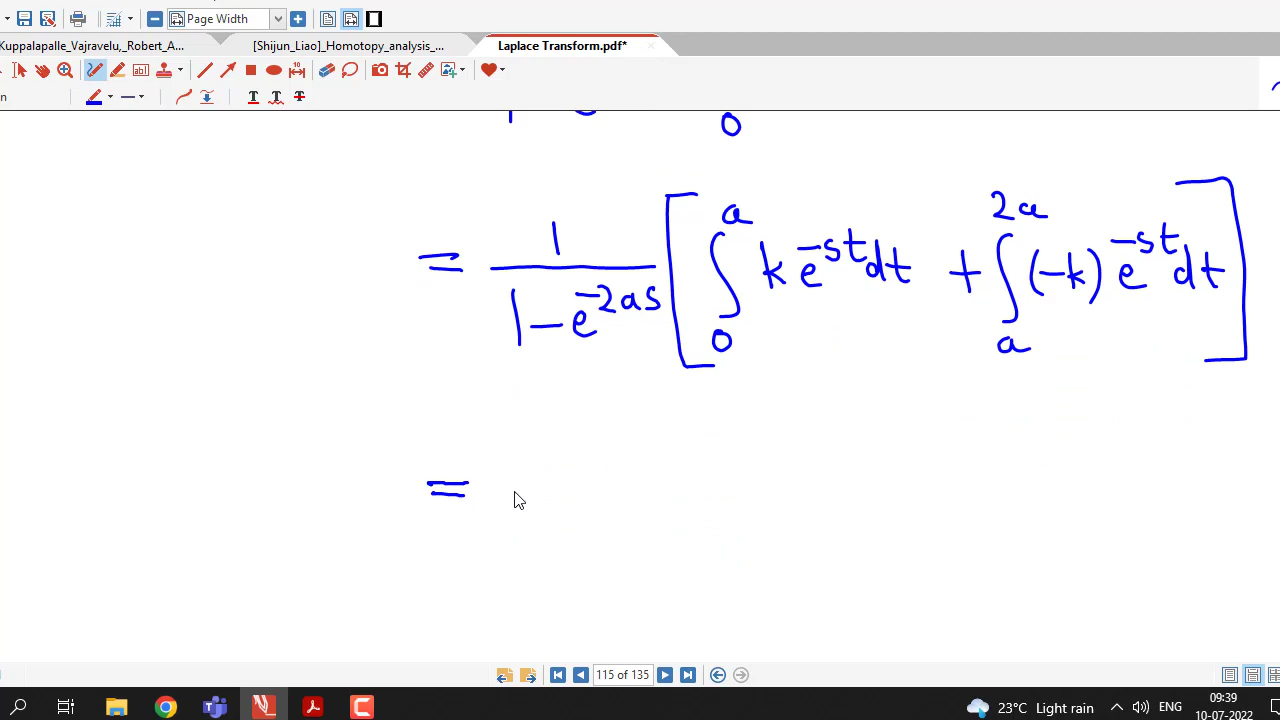 Page Width
Kuppalapalle_Vajravelu,_Robert_A... [Shijun_Liao]_Homotopy_analysis_... Laplace Transform.pdf*
0
= 1/(1-e^{-2as}) [ ∫_0^a k e^{-st} dt + ∫_a^{2a} (-k) e^{-st} dt ]
=
115 of 135
23°C Light rain ENG 09:39
10-07-2022